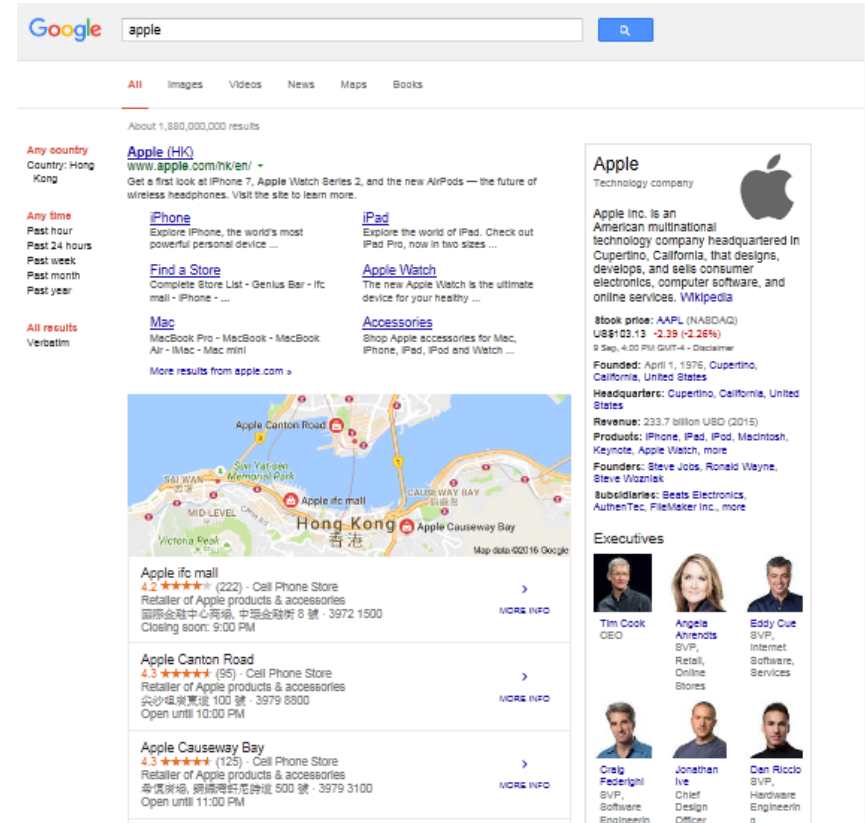 Google
apple
All Images Videos News Maps Books
About 1,880,000,000 results
Any country
Country: Hong
Kong
Any time
Past hour
Past 24 hours
Past week
Past month
Past year
All results
Verbatim
Apple (HK)
www.apple.com/hk/en/
Get a first look at iPhone 7, Apple Watch Series 2, and the new AirPods — the future of
wireless headphones. Visit the site to learn more.
iPhone
Explore iPhone, the world's most
powerful personal device ...
iPad
Explore the world of iPad. Check out
iPad Pro, now in two sizes ...
Find a Store
Complete Store List - Genius Bar - ifc
mall - iPhone - ...
Apple Watch
The new Apple Watch is the ultimate
device for your healthy ...
Mac
MacBook Pro - MacBook - MacBook
Air - iMac - Mac mini
Accessories
Shop Apple accessories for Mac,
iPhone, iPad, iPod and Watch ...
More results from apple.com »
Apple Canton Road
Sun Yat-sen
Memorial Park
SAI WAN
西環
Apple ifc mall
CAUSEWAY BAY
MID-LEVEL
Hong Kong
香港
Apple Causeway Bay
Victoria Peak
太平山
Map data ©2016 Google
Apple ifc mall
4.2 (222) · Cell Phone Store
Retailer of Apple products & accessories
國際金融中心商場, 中環金融街 8 號 · 3972 1500
Closing soon: 9:00 PM
MORE INFO
Apple Canton Road
4.3 (95) · Cell Phone Store
Retailer of Apple products & accessories
尖沙咀廣東道 100 號 · 3979 8800
Open until 10:00 PM
MORE INFO
Apple Causeway Bay
4.3 (125) · Cell Phone Store
Retailer of Apple products & accessories
希慎廣場, 銅鑼灣軒尼詩道 500 號 · 3979 3100
Open until 11:00 PM
MORE INFO
Apple
Technology company
Apple Inc. is an
American multinational
technology company headquartered in
Cupertino, California, that designs,
develops, and sells consumer
electronics, computer software, and
online services. Wikipedia
Stock price: AAPL (NASDAQ)
US$103.13 -2.39 (-2.26%)
9 Sep, 4:00 PM GMT-4 - Disclaimer
Founded: April 1, 1976, Cupertino,
California, United States
Headquarters: Cupertino, California, United
States
Revenue: 233.7 billion USD (2015)
Products: iPhone, iPad, iPod, Macintosh,
Keynote, Apple Watch, more
Founders: Steve Jobs, Ronald Wayne,
Steve Wozniak
Subsidiaries: Beats Electronics,
AuthenTec, FileMaker Inc., more
Executives
Tim Cook
CEO
Angela
Ahrendts
SVP,
Retail,
Online
Stores
Eddy Cue
SVP,
Internet
Software,
Services
Craig
Federighi
SVP,
Software
Engineerin
Jonathan
Ive
Chief
Design
Officer
Dan Riccio
SVP,
Hardware
Engineerin
g